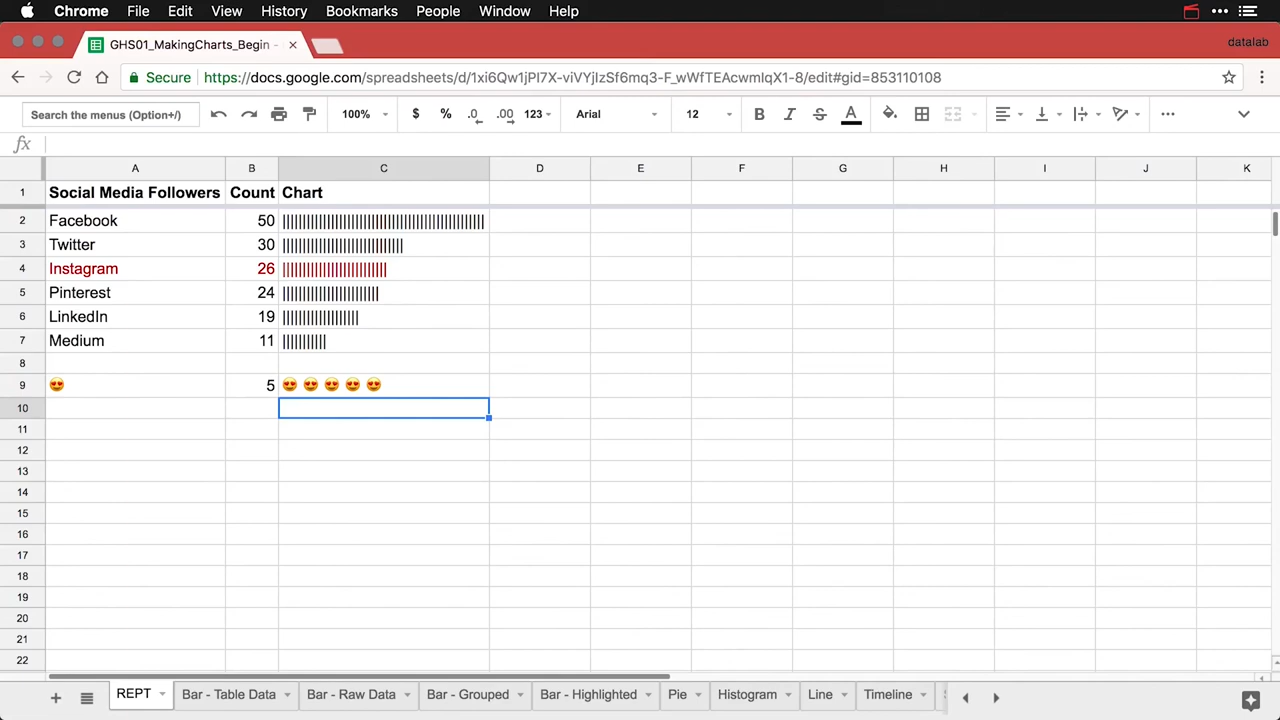 Chrome File Edit View History Bookmarks People Window Help
GHS01_MakingCharts_Begin -
datalab
Secure https://docs.google.com/spreadsheets/d/1xi6Qw1jPl7X-viVYjIzSf6mq3-F_wWfTEAcwmIqX1-8/edit#gid=853110108
Search the menus (Option+/) 100% $ % .0 .00 123 Arial 12 B I S A
fx
A B C D E F G H I J K
1 Social Media Followers Count Chart
2 Facebook 50 ||||||||||||||||||||||||||||||||||||||||||||||||||
3 Twitter 30 ||||||||||||||||||||||||||||||
4 Instagram 26 ||||||||||||||||||||||||||
5 Pinterest 24 ||||||||||||||||||||||||
6 LinkedIn 19 |||||||||||||||||||
7 Medium 11 |||||||||||
8
9 😍 5 😍 😍 😍 😍 😍
10
11
12
13
14
15
16
17
18
19
20
21
22
REPT Bar - Table Data Bar - Raw Data Bar - Grouped Bar - Highlighted Pie Histogram Line Timeline